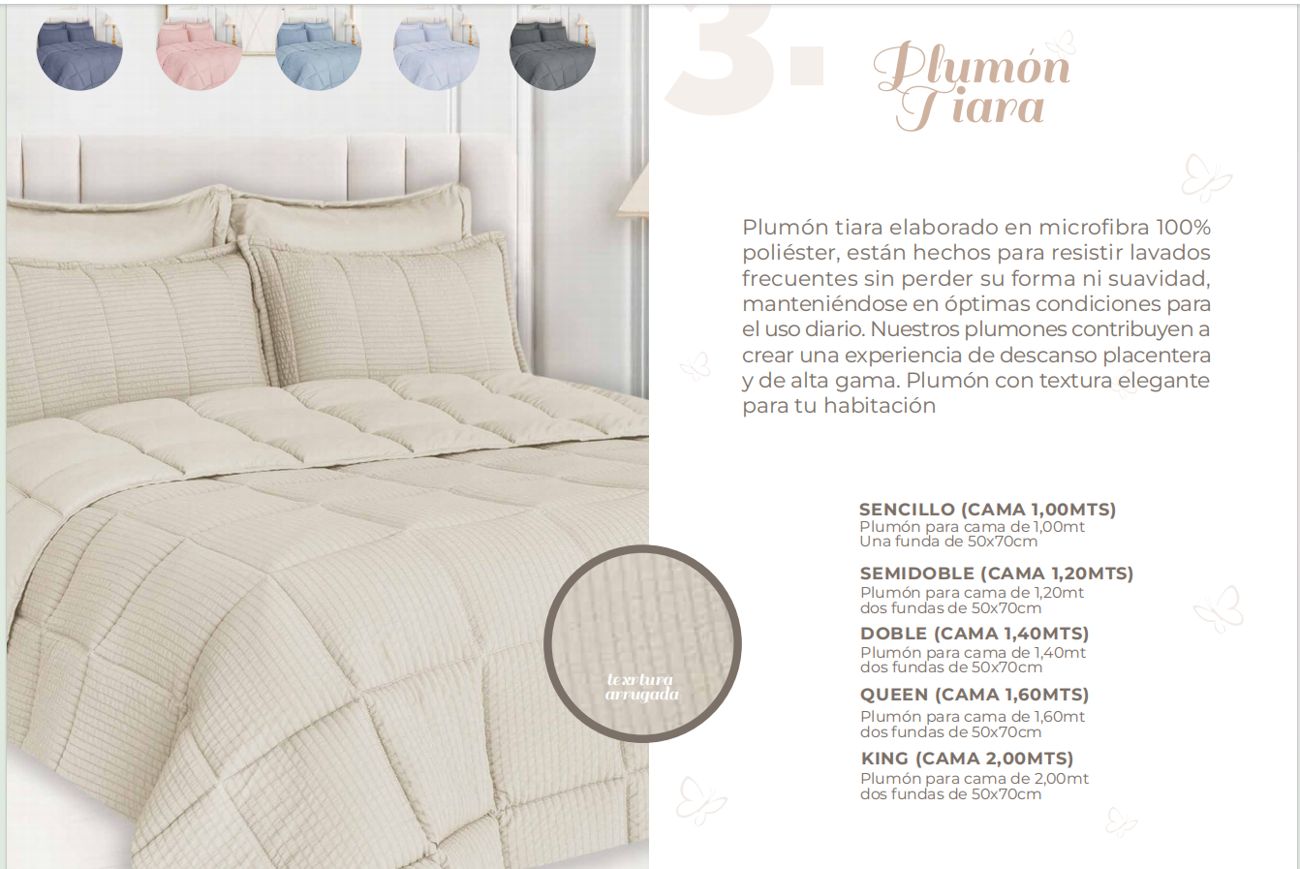 3.
Plumón
Tiara
Plumón tiara elaborado en microfibra 100%
poliéster, están hechos para resistir lavados
frecuentes sin perder su forma ni suavidad,
manteniéndose en óptimas condiciones para
el uso diario. Nuestros plumones contribuyen a
crear una experiencia de descanso placentera
y de alta gama. Plumón con textura elegante
para tu habitación
SENCILLO (CAMA 1,00MTS)
Plumón para cama de 1,00mt
Una funda de 50x70cm
SEMIDOBLE (CAMA 1,20MTS)
Plumón para cama de 1,20mt
dos fundas de 50x70cm
DOBLE (CAMA 1,40MTS)
Plumón para cama de 1,40mt
dos fundas de 50x70cm
QUEEN (CAMA 1,60MTS)
Plumón para cama de 1,60mt
dos fundas de 50x70cm
KING (CAMA 2,00MTS)
Plumón para cama de 2,00mt
dos fundas de 50x70cm
texrtura
arrugada